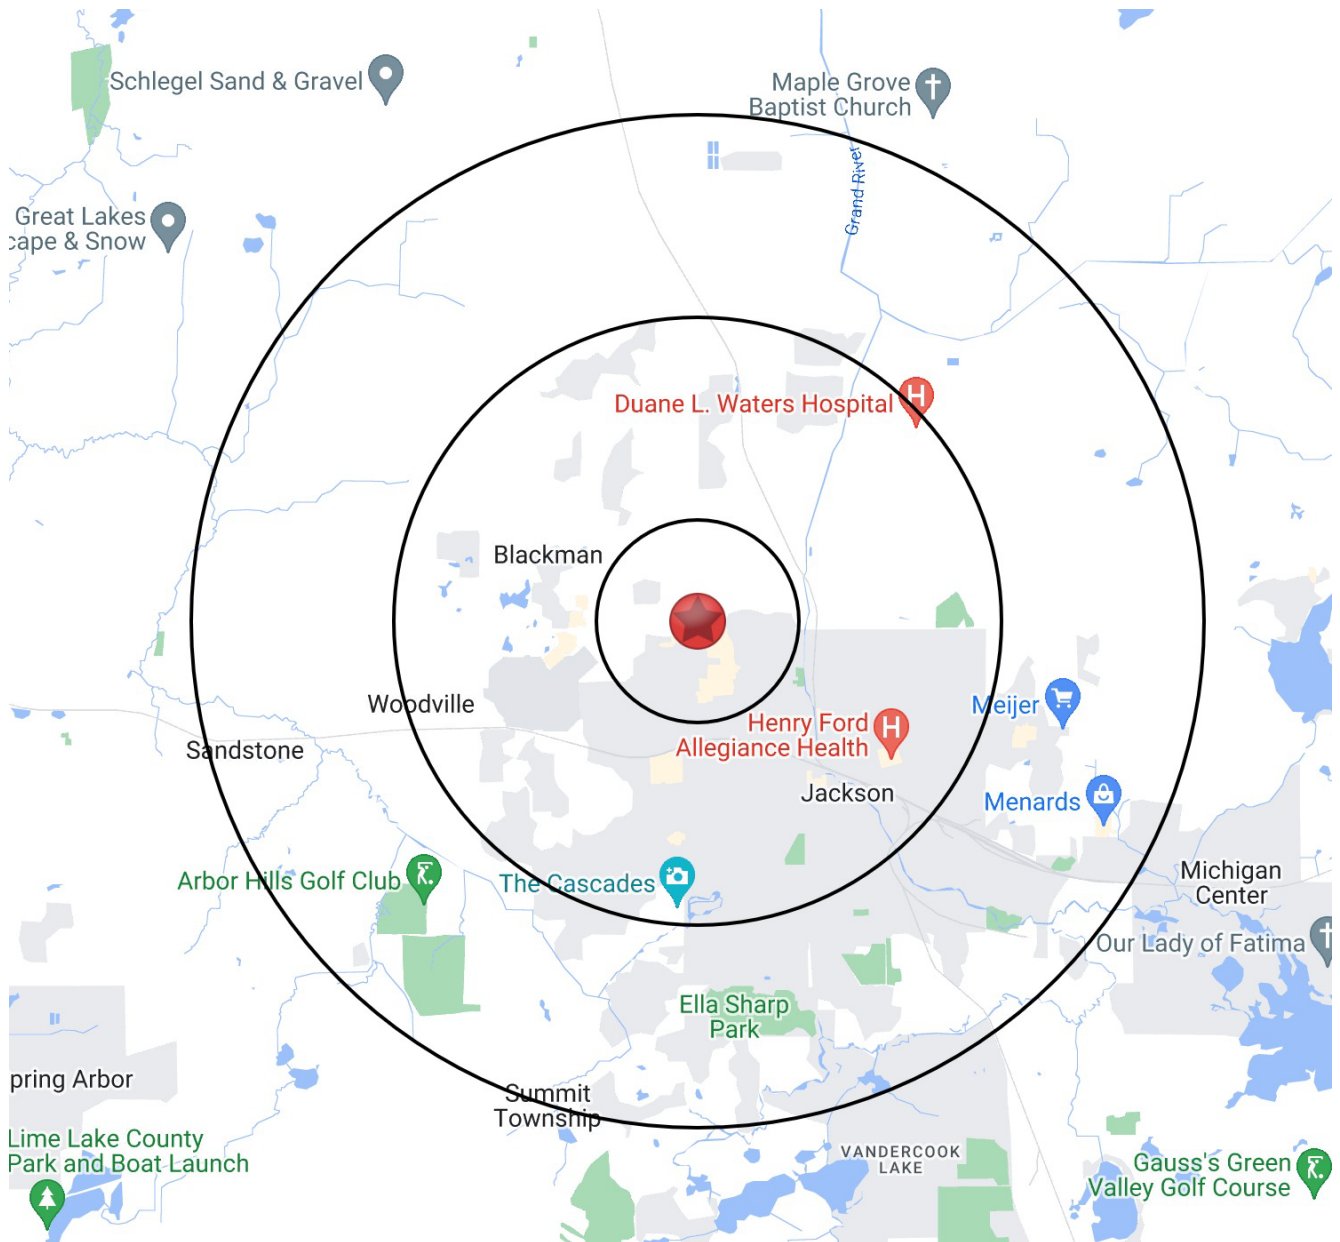 Schlegel Sand & Gravel
Maple Grove
Baptist Church
Grand River
Great Lakes
cape & Snow
Duane L. Waters Hospital
H
Blackman
Woodville
Sandstone
Meijer
Henry Ford
Allegiance Health
H
Jackson
Menards
Arbor Hills Golf Club
The Cascades
Michigan
Center
Our Lady of Fatima
Ella Sharp
Park
pring Arbor
Summit
Township
Lime Lake County
Park and Boat Launch
VANDERCOOK
LAKE
Gauss's Green
Valley Golf Course